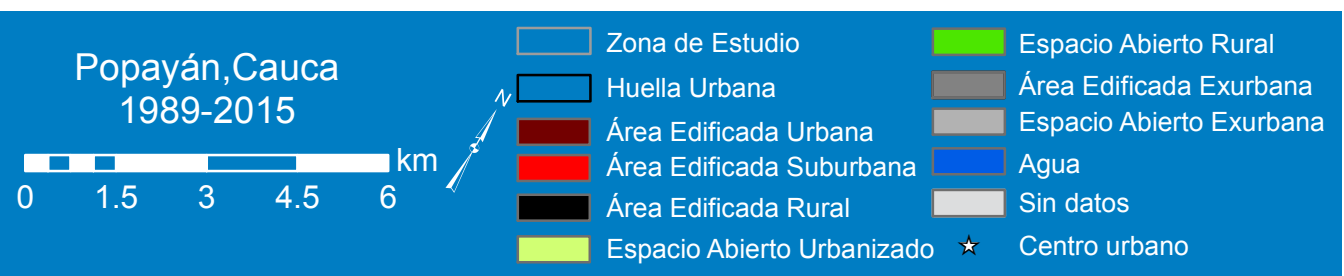 Popayán,Cauca
1989-2015
km
0 1.5 3 4.5 6
N
Zona de Estudio
Huella Urbana
Área Edificada Urbana
Área Edificada Suburbana
Área Edificada Rural
Espacio Abierto Urbanizado
Espacio Abierto Rural
Área Edificada Exurbana
Espacio Abierto Exurbana
Agua
Sin datos
Centro urbano